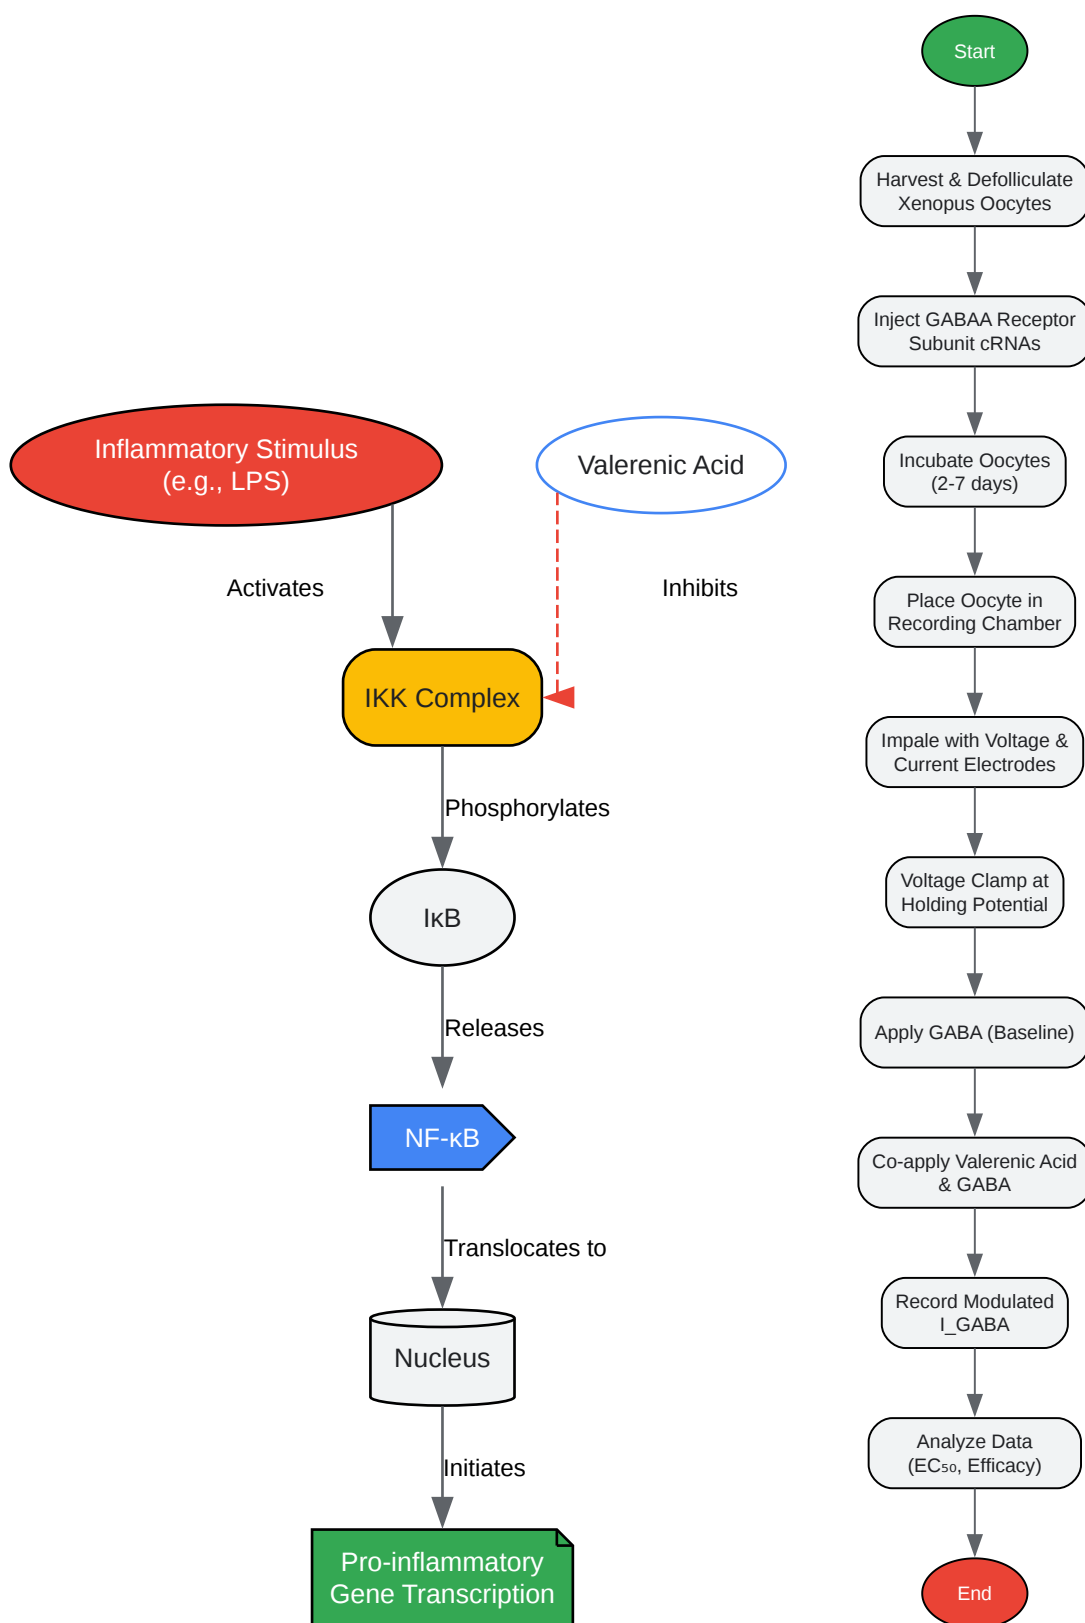 Inflammatory Stimulus
(e.g., LPS)
Valerenic Acid
Activates
Inhibits
IKK Complex
Phosphorylates
IκB
Releases
NF-κB
Translocates to
Nucleus
Initiates
Pro-inflammatory
Gene Transcription
Start
Harvest & Defolliculate
Xenopus Oocytes
Inject GABAA Receptor
Subunit cRNAs
Incubate Oocytes
(2-7 days)
Place Oocyte in
Recording Chamber
Impale with Voltage &
Current Electrodes
Voltage Clamp at
Holding Potential
Apply GABA (Baseline)
Co-apply Valerenic Acid
& GABA
Record Modulated
I_GABA
Analyze Data
(EC₅₀, Efficacy)
End